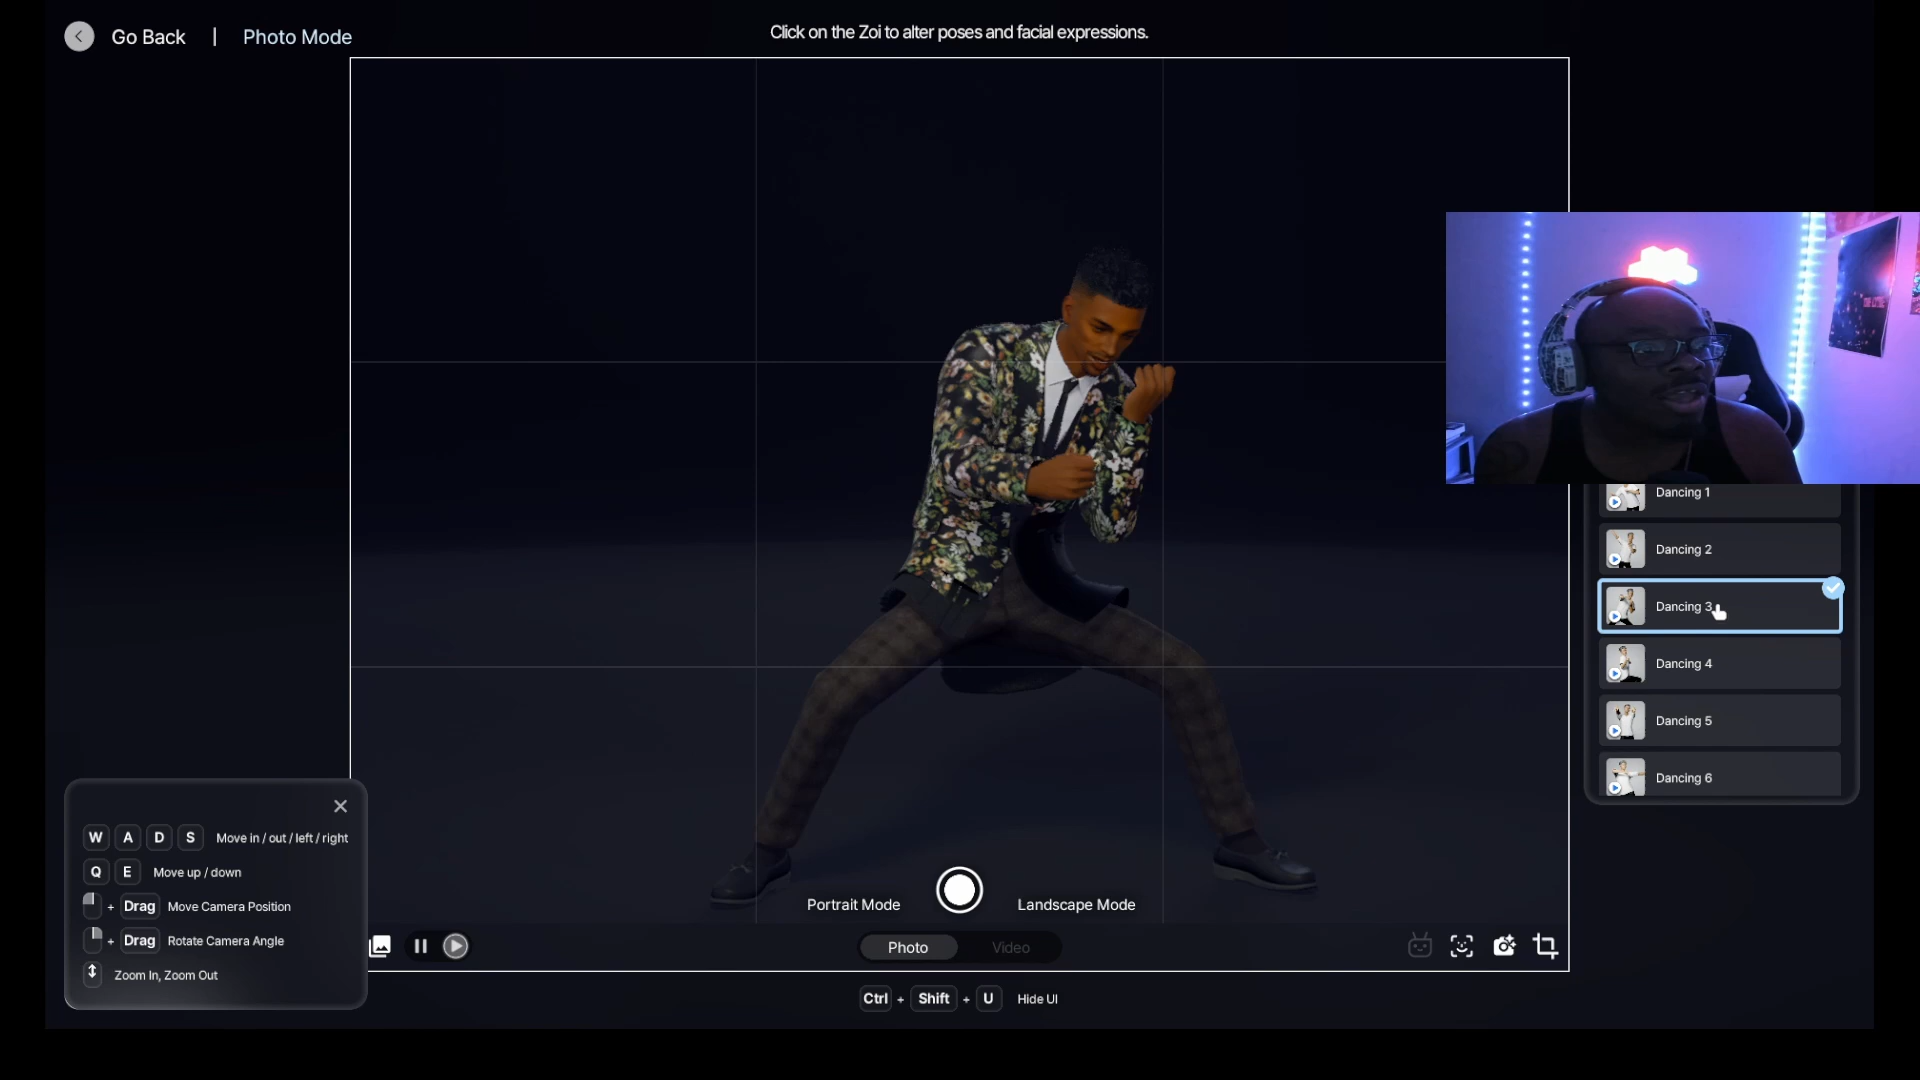 Go Back | Photo Mode
Click on the Zoi to alter poses and facial expressions.
Dancing 1
Dancing 2
Dancing 3
Dancing 4
Dancing 5
Dancing 6
W A D S Move in / out / left / right
Q E Move up / down
+ Drag Move Camera Position
+ Drag Rotate Camera Angle
Zoom In, Zoom Out
Portrait Mode Landscape Mode
Photo Video
Ctrl + Shift + U Hide UI